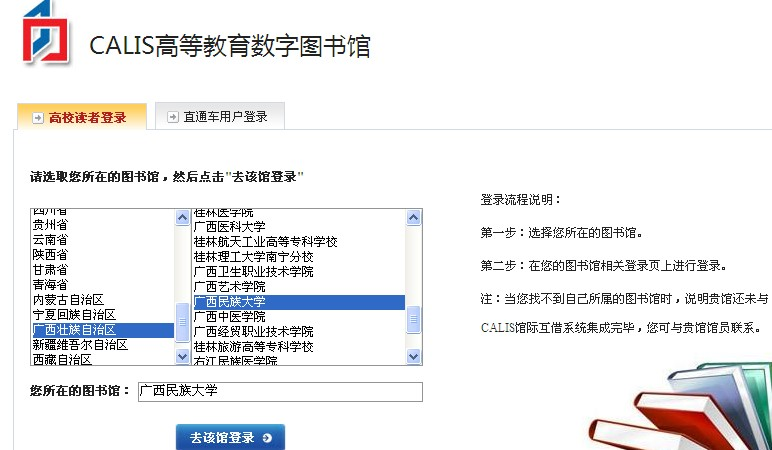 CALIS高等教育数字图书馆
高校读者登录
直通车用户登录
请选取您所在的图书馆，然后点击"去该馆登录"
四川省
贵州省
云南省
陕西省
甘肃省
青海省
内蒙古自治区
宁夏回族自治区
广西壮族自治区
新疆维吾尔自治区
西藏自治区
桂林医学院
广西医科大学
桂林航天工业高等专科学校
桂林理工大学南宁分校
广西卫生职业技术学院
广西艺术学院
广西民族大学
广西中医学院
广西经贸职业技术学院
桂林旅游高等专科学校
右江民族医学院
您所在的图书馆：
广西民族大学
去该馆登录
登录流程说明：
第一步：选择您所在的图书馆。
第二步：在您的图书馆相关登录页上进行登录。
注：当您找不到自己所属的图书馆时，说明贵馆还未与
CALIS馆际互借系统集成完毕，您可与贵馆馆员联系。